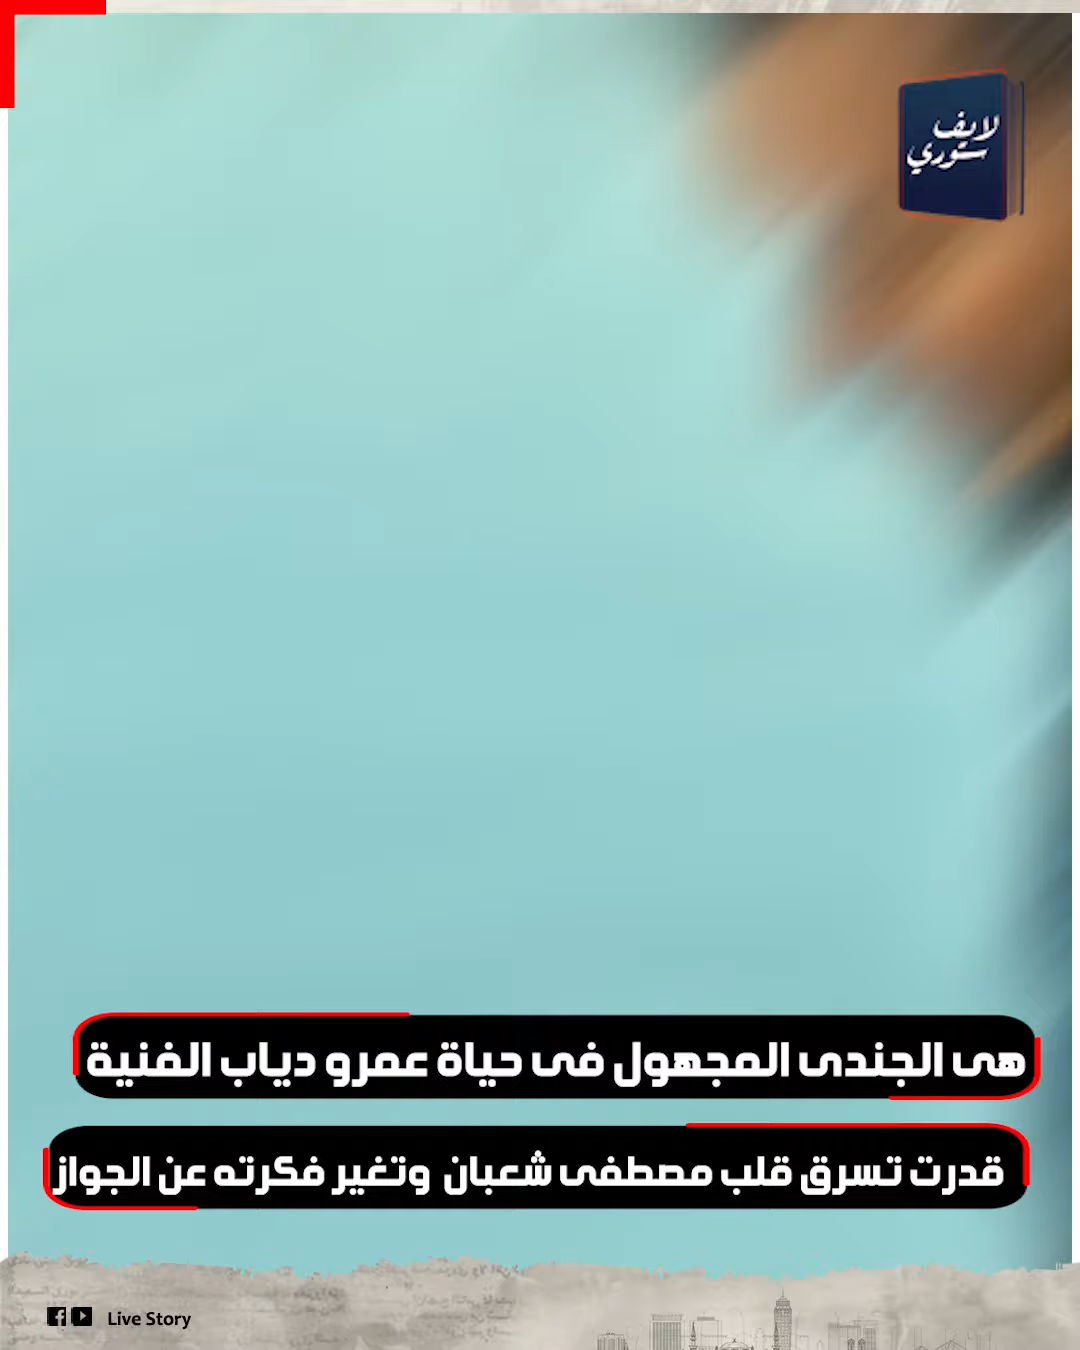 لايف
ستوري
هى الجندى المجهول فى حياة عمرو دياب الفنية
قدرت تسرق قلب مصطفى شعبان وتغير فكرته عن الجواز
Live Story